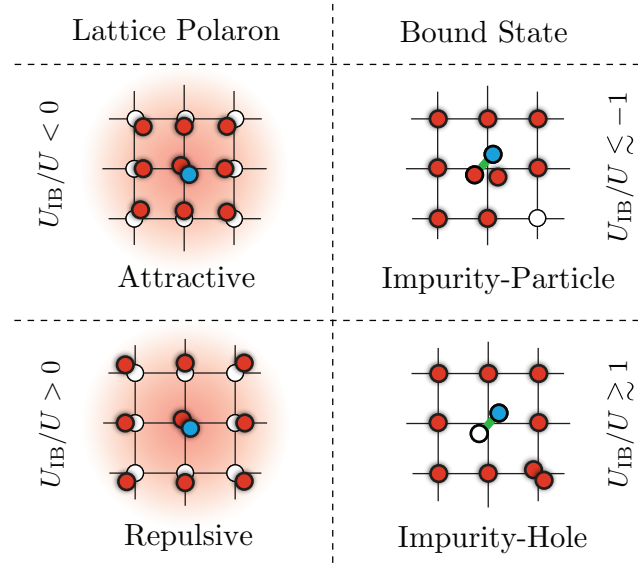 Lattice Polaron
Bound State
U_IB/U < 0
Attractive
Impurity-Particle
U_IB/U ≲ −1
U_IB/U > 0
Repulsive
Impurity-Hole
U_IB/U ≳ 1